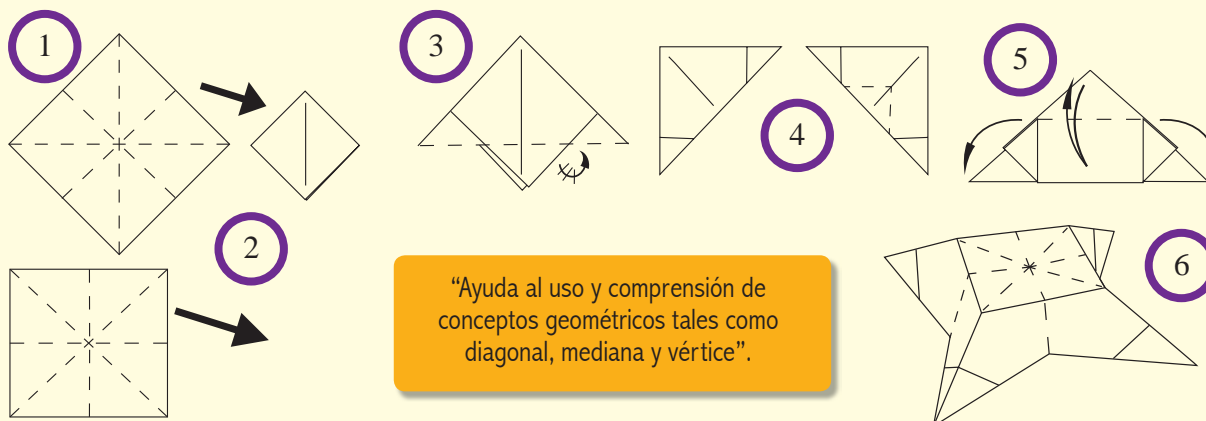 1
2
3
4
5
6
“Ayuda al uso y comprensión de
conceptos geométricos tales como
diagonal, mediana y vértice”.